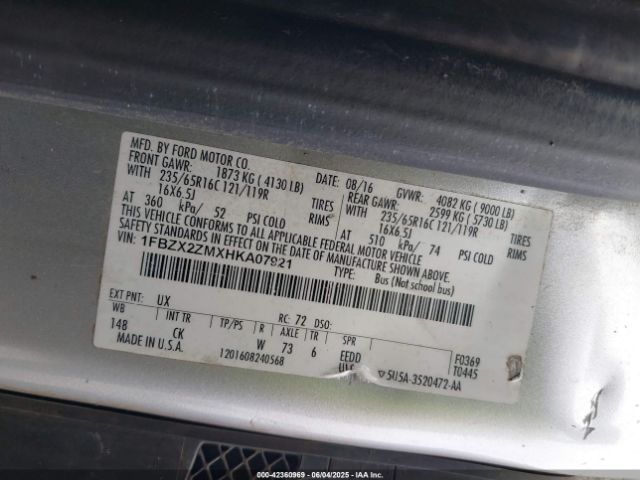 MFD. BY FORD MOTOR CO.
DATE: 08/16 GVWR: 4082 KG ( 9000 LB)
FRONT GAWR: 1873 KG ( 4130 LB) REAR GAWR: 2599 KG ( 5730 LB)
WITH 235/65R16C 121/119R TIRES WITH 235/65R16C 121/119R TIRES
16X6.5J RIMS 16X6.5J RIMS
AT 360 kPa/ 52 PSI COLD AT 510 kPa/ 74 PSI COLD
THIS VEHICLE CONFORMS TO ALL APPLICABLE FEDERAL MOTOR VEHICLE
SAFETY STANDARDS IN EFFECT ON THE DATE OF MANUFACTURE SHOWN ABOVE.
VIN: 1FBZX2ZMXHKA07921
TYPE: Bus (Not school bus)
EXT PNT: UX RC: 72 DSO:
WB INT TR TP/PS R AXLE TR SPR F0369
148 CK W 73 6 EEDD T0445
MADE IN U.S.A. 1201608240568
5U5A-3520472-AA
000-42360969 | 06/04/2025 | IAAI.COM